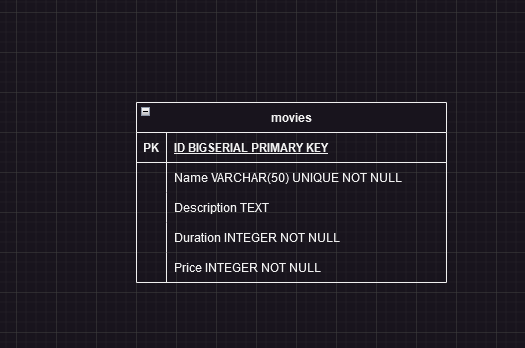 movies
PK ID BIGSERIAL PRIMARY KEY
Name VARCHAR(50) UNIQUE NOT NULL
Description TEXT
Duration INTEGER NOT NULL
Price INTEGER NOT NULL